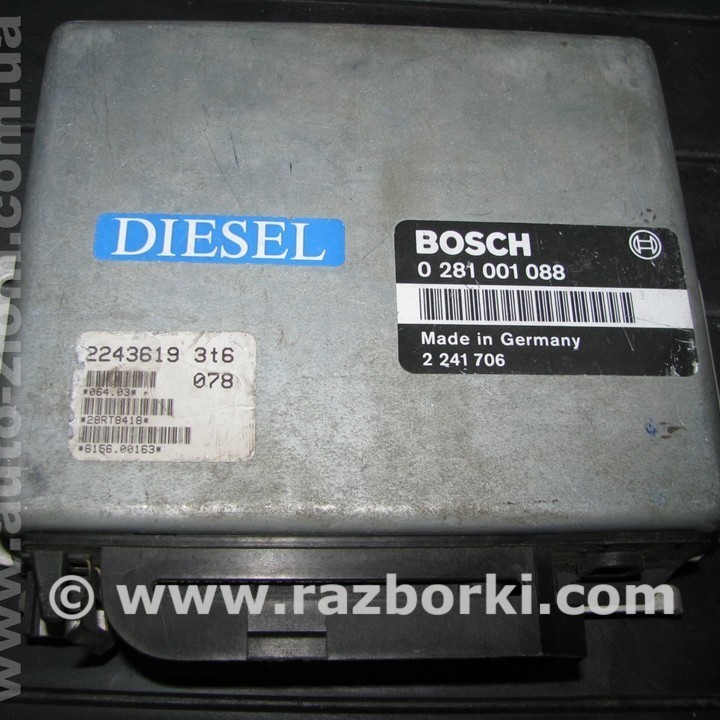 DIESEL
BOSCH
0 281 001 088
Made in Germany
2 241 706
2243619 3t6
078
*064.03*
*28RT8418*
*8156.00163*
© www.razborki.com
www.auto-zlom.com.ua